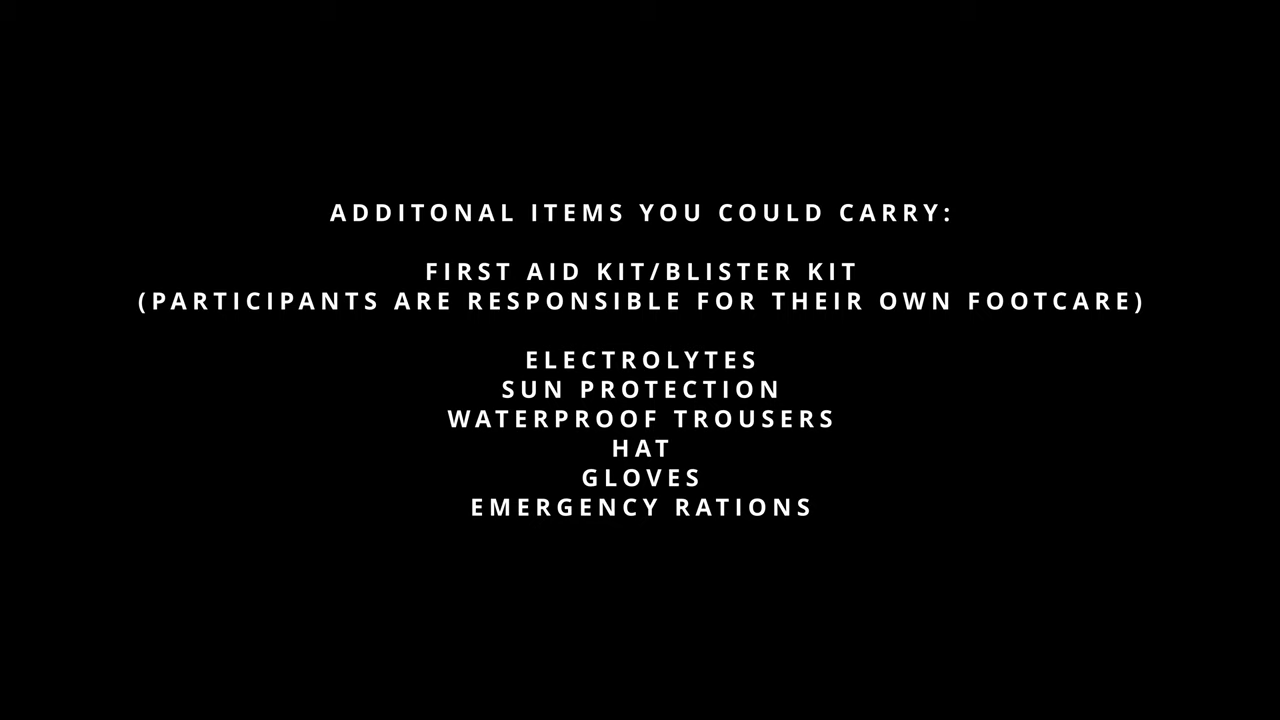 ADDITONAL ITEMS YOU COULD CARRY:
FIRST AID KIT/BLISTER KIT
(PARTICIPANTS ARE RESPONSIBLE FOR THEIR OWN FOOTCARE)
ELECTROLYTES
SUN PROTECTION
WATERPROOF TROUSERS
HAT
GLOVES
EMERGENCY RATIONS